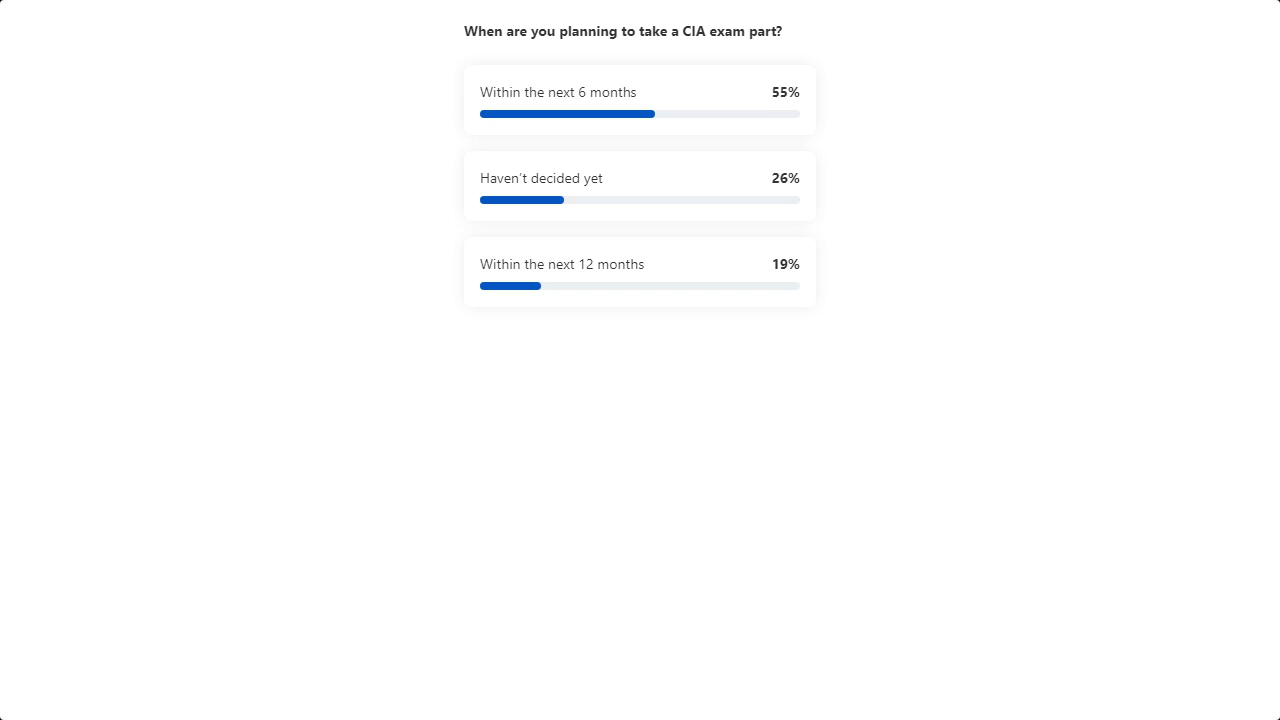 When are you planning to take a CIA exam part?
Within the next 6 months 55%
Haven't decided yet 26%
Within the next 12 months 19%